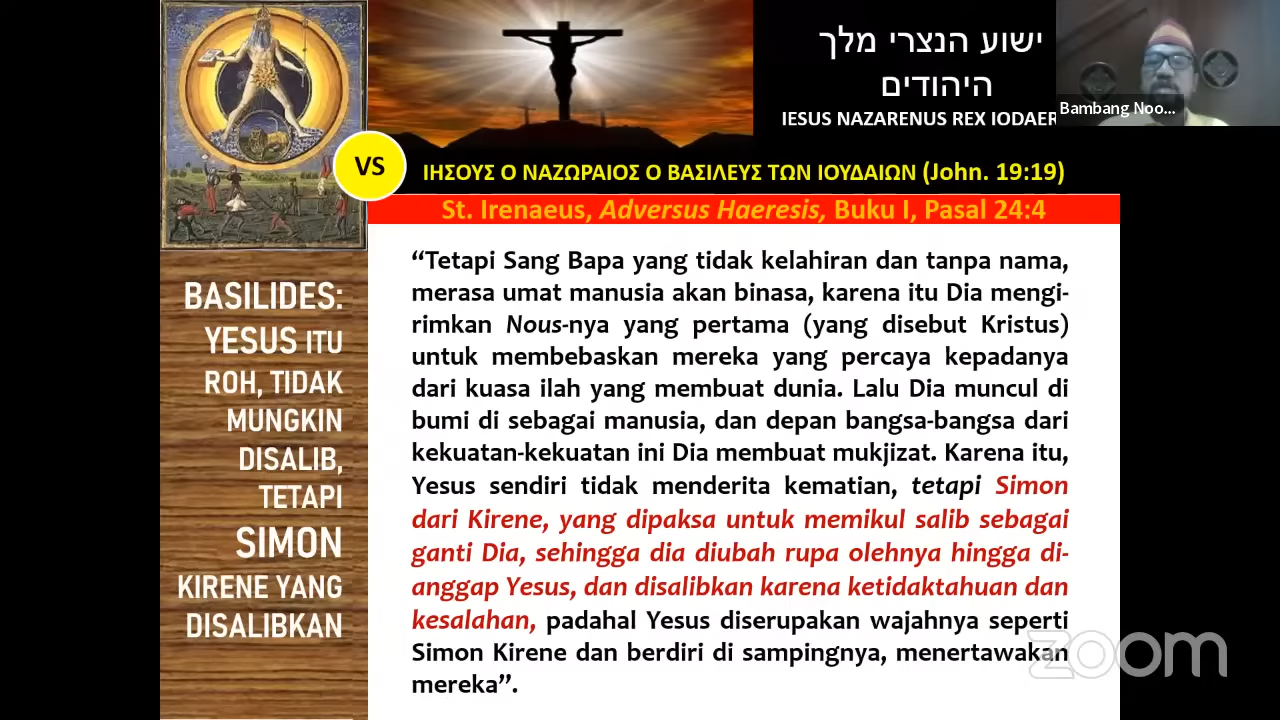 ישוע הנצרי מלך
היהודים
IESUS NAZARENUS REX IODAER
Bambang Noo...
VS
ΙΗΣΟΥΣ Ο ΝΑΖΩΡΑΙΟΣ Ο ΒΑΣΙΛΕΥΣ ΤΩΝ ΙΟΥΔΑΙΩΝ (John. 19:19)
St. Irenaeus, Adversus Haeresis, Buku I, Pasal 24:4
BASILIDES:
YESUS ITU
ROH, TIDAK
MUNGKIN
DISALIB,
TETAPI
SIMON
KIRENE YANG
DISALIBKAN
“Tetapi Sang Bapa yang tidak kelahiran dan tanpa nama,
merasa umat manusia akan binasa, karena itu Dia mengi-
rimkan Nous-nya yang pertama (yang disebut Kristus)
untuk membebaskan mereka yang percaya kepadanya
dari kuasa ilah yang membuat dunia. Lalu Dia muncul di
bumi di sebagai manusia, dan depan bangsa-bangsa dari
kekuatan-kekuatan ini Dia membuat mukjizat. Karena itu,
Yesus sendiri tidak menderita kematian, tetapi Simon
dari Kirene, yang dipaksa untuk memikul salib sebagai
ganti Dia, sehingga dia diubah rupa olehnya hingga di-
anggap Yesus, dan disalibkan karena ketidaktahuan dan
kesalahan, padahal Yesus diserupakan wajahnya seperti
Simon Kirene dan berdiri di sampingnya, menertawakan
mereka”.
zoom